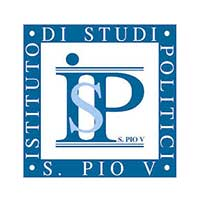 ISTITUTO
DI STUDI
POLITICI
S. PIO V
ISP
S. PIO V